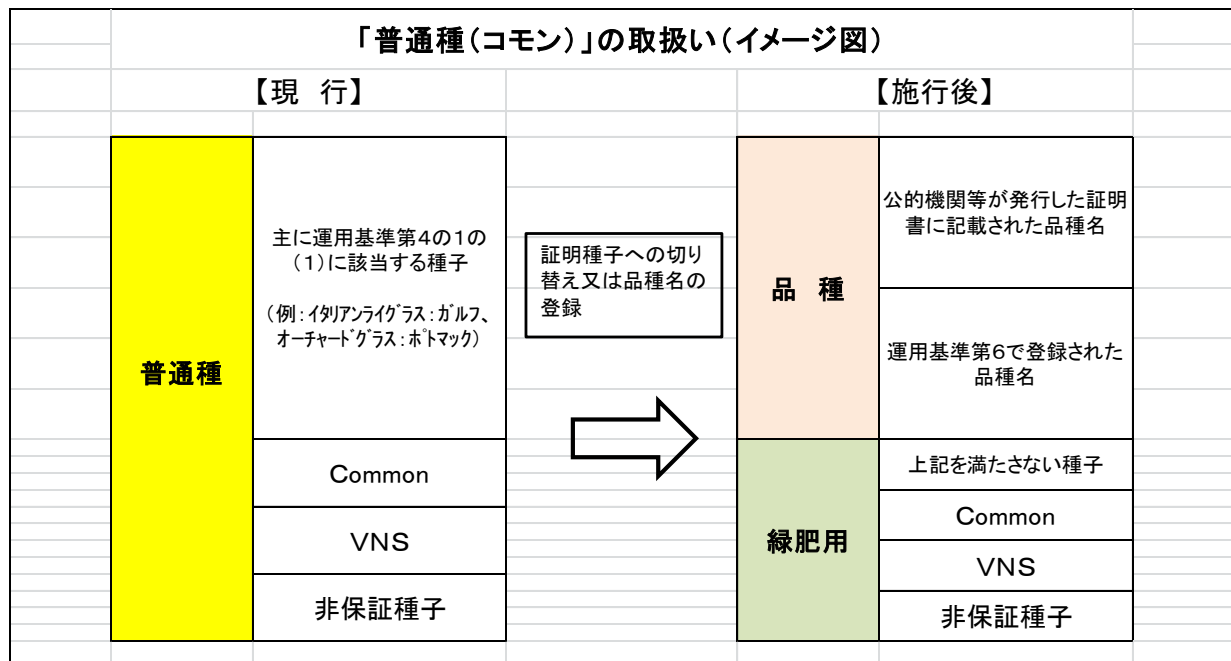 「普通種(コモン)」の取扱い(イメージ図)
【現　行】
【施行後】
普通種
主に運用基準第4の1の
(1)に該当する種子
(例:ｲﾀﾘｱﾝﾗｲｸﾞﾗｽ:ｶﾞﾙﾌ、
ｵｰﾁｬｰﾄﾞｸﾞﾗｽ:ﾎﾟﾄﾏｯｸ)
Common
VNS
非保証種子
証明種子への切り
替え又は品種名の
登録
品　種
公的機関等が発行した証明
書に記載された品種名
運用基準第6で登録された
品種名
緑肥用
上記を満たさない種子
Common
VNS
非保証種子